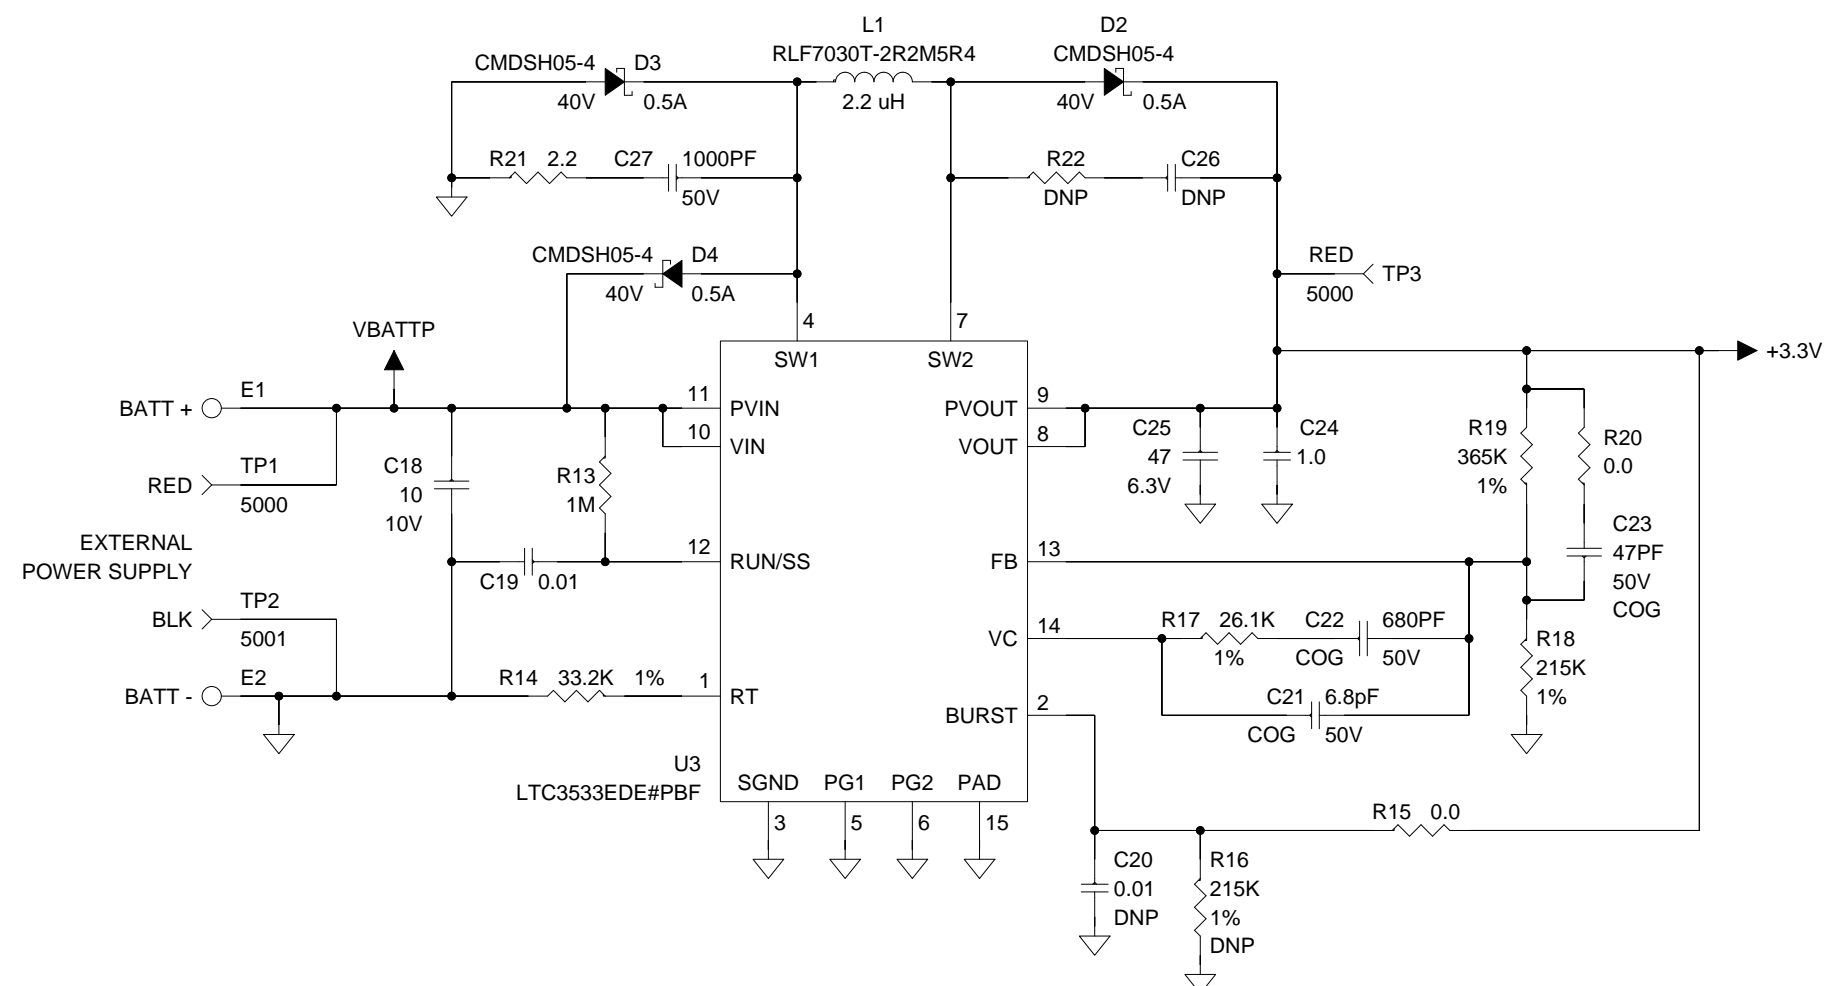 L1
RLF7030T-2R2M5R4
2.2 uH
D2
CMDSH05-4
40V
0.5A
CMDSH05-4
D3
40V
0.5A
R21
2.2
C27
1000PF
50V
R22
DNP
C26
DNP
CMDSH05-4
D4
40V
0.5A
RED
5000
TP3
VBATTP
4
7
SW1
SW2
+3.3V
BATT +
E1
11
PVIN
PVOUT
9
10
VIN
VOUT
8
RED
TP1
5000
C18
10
10V
R13
1M
C25
47
6.3V
C24
1.0
R19
365K
1%
R20
0.0
EXTERNAL
POWER SUPPLY
C19
0.01
12
RUN/SS
FB
13
C23
47PF
50V
COG
BLK
TP2
5001
VC
14
R17
26.1K
1%
C22
680PF
COG
50V
R18
215K
1%
BATT -
E2
R14
33.2K
1%
1
RT
BURST
2
C21
6.8pF
COG
50V
U3
LTC3533EDE#PBF
SGND
PG1
PG2
PAD
3
5
6
15
R15
0.0
C20
0.01
DNP
R16
215K
1%
DNP